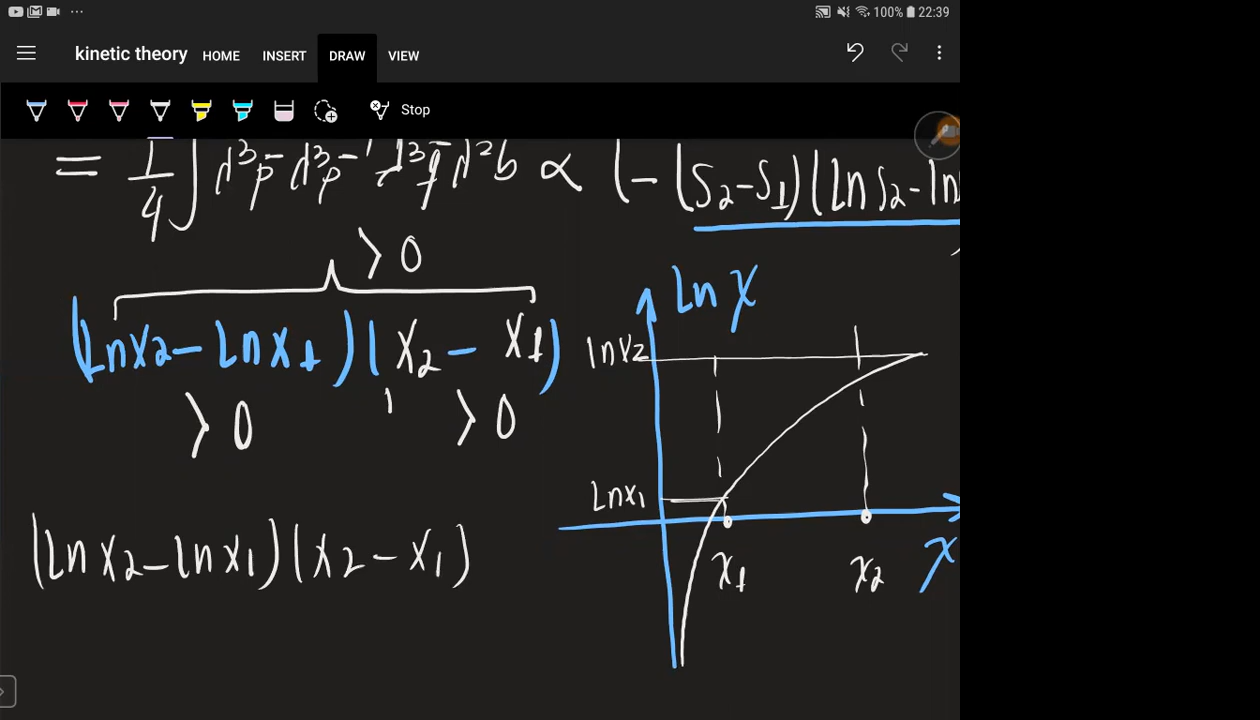 100% 22:39
kinetic theory HOME INSERT DRAW VIEW
Stop
= 1/4 ∫ d³p d³p' d³q d²b ∝ (-(S₂-S₁)(ln S₂ - ln
> 0
(ln x₂ - ln x₁)(x₂ - x₁)
> 0 > 0
(ln x₂ - ln x₁)(x₂ - x₁)
ln x
ln x₂
ln x₁
x₁ x₂ x